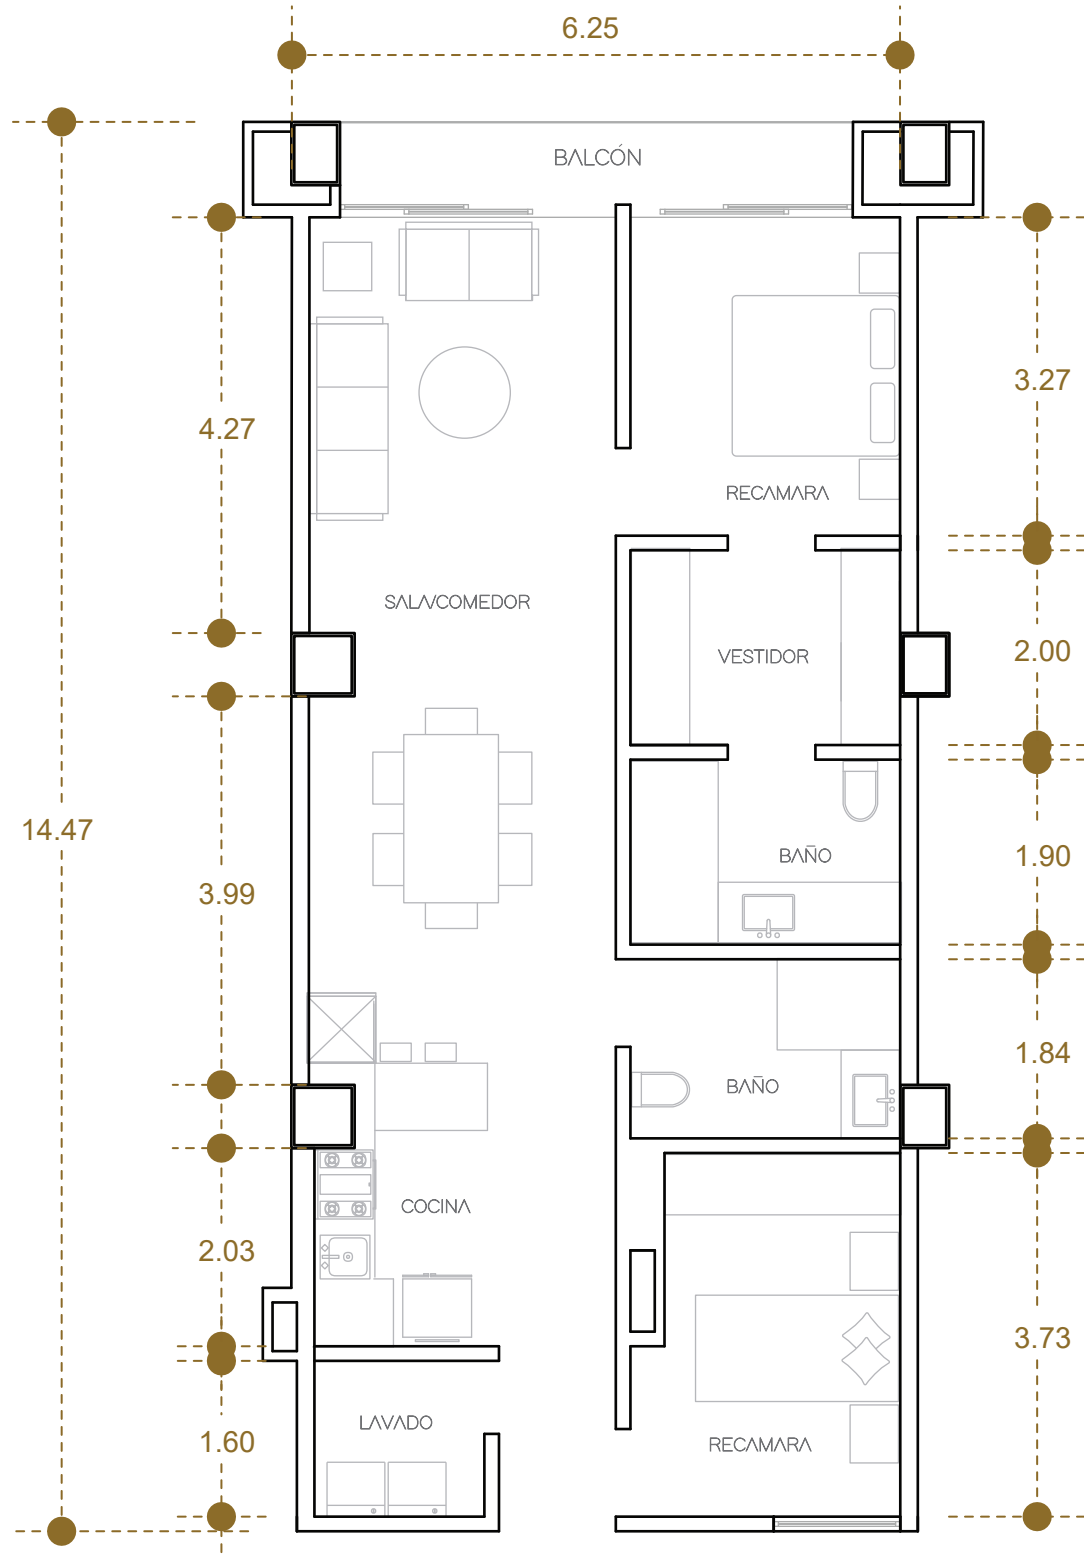 6.25
BALCÓN
3.27
4.27
RECAMARA
SALA/COMEDOR
2.00
VESTIDOR
14.47
BAÑO
1.90
3.99
1.84
BAÑO
COCINA
2.03
3.73
LAVADO
1.60
RECAMARA